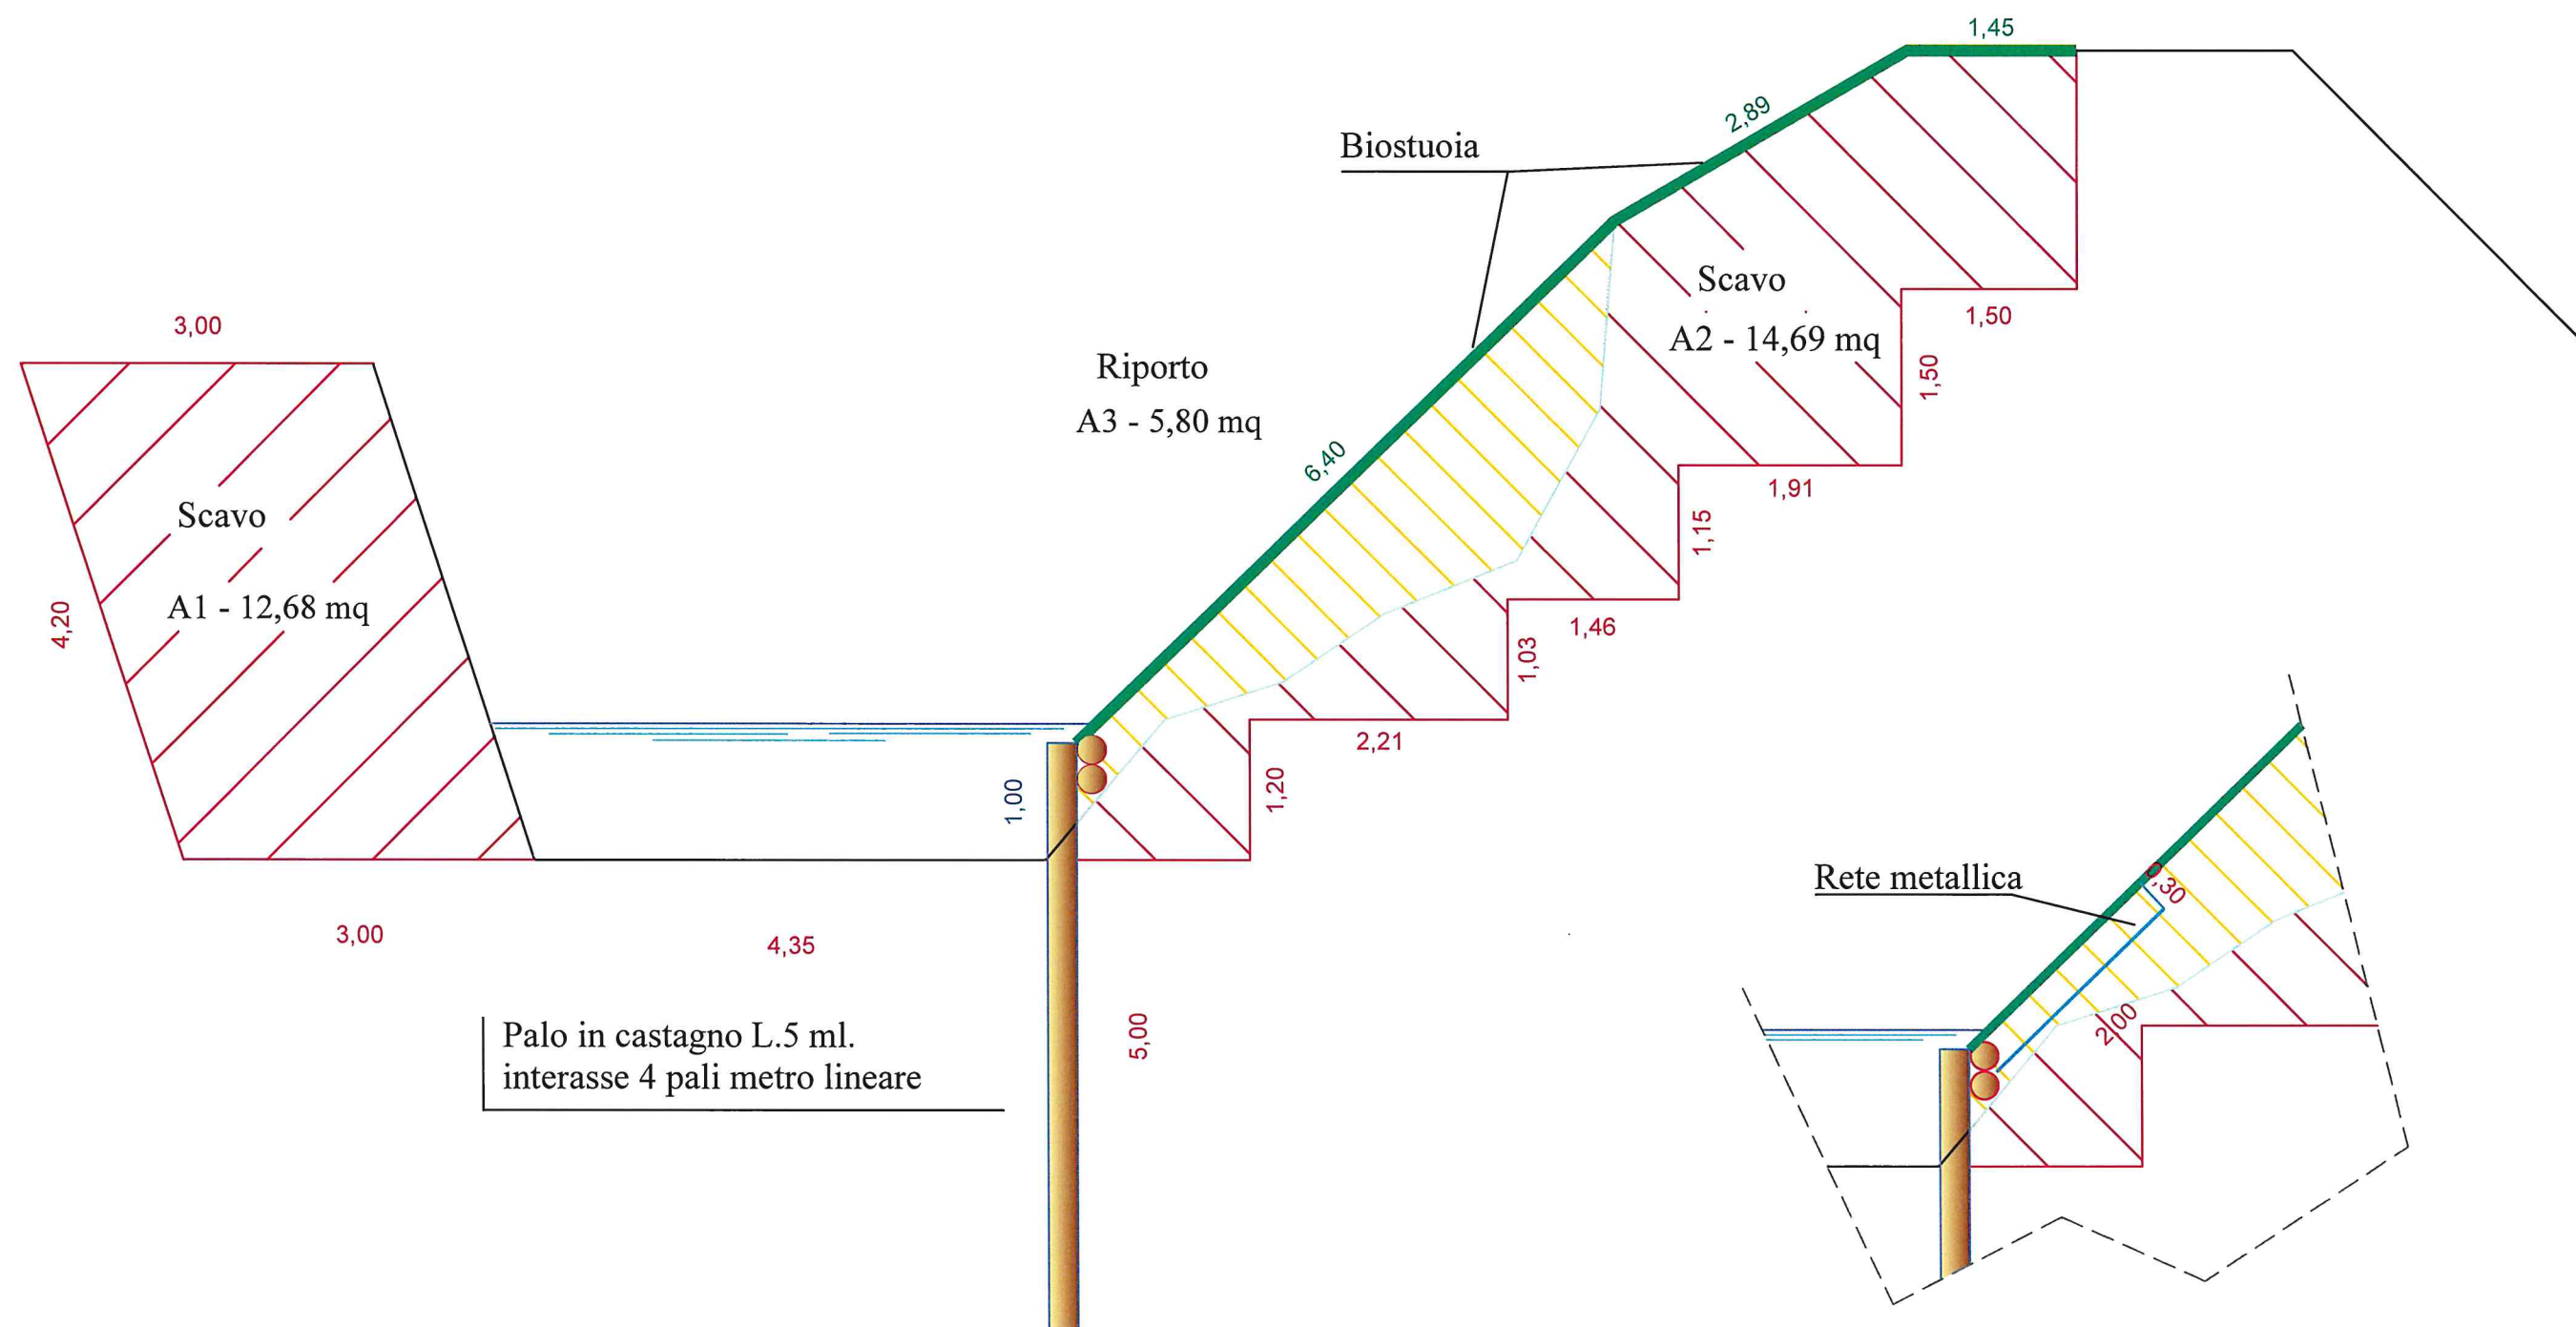 1,45
2,89
Biostuoia
Scavo
A2 - 14,69 mq
1,50
1,50
3,00
Riporto
A3 - 5,80 mq
6,40
1,91
1,15
Scavo
A1 - 12,68 mq
4,20
1,46
1,03
2,21
1,20
1,00
3,00
4,35
Palo in castagno L.5 ml.
interasse 4 pali metro lineare
5,00
Rete metallica
0,30
2,00